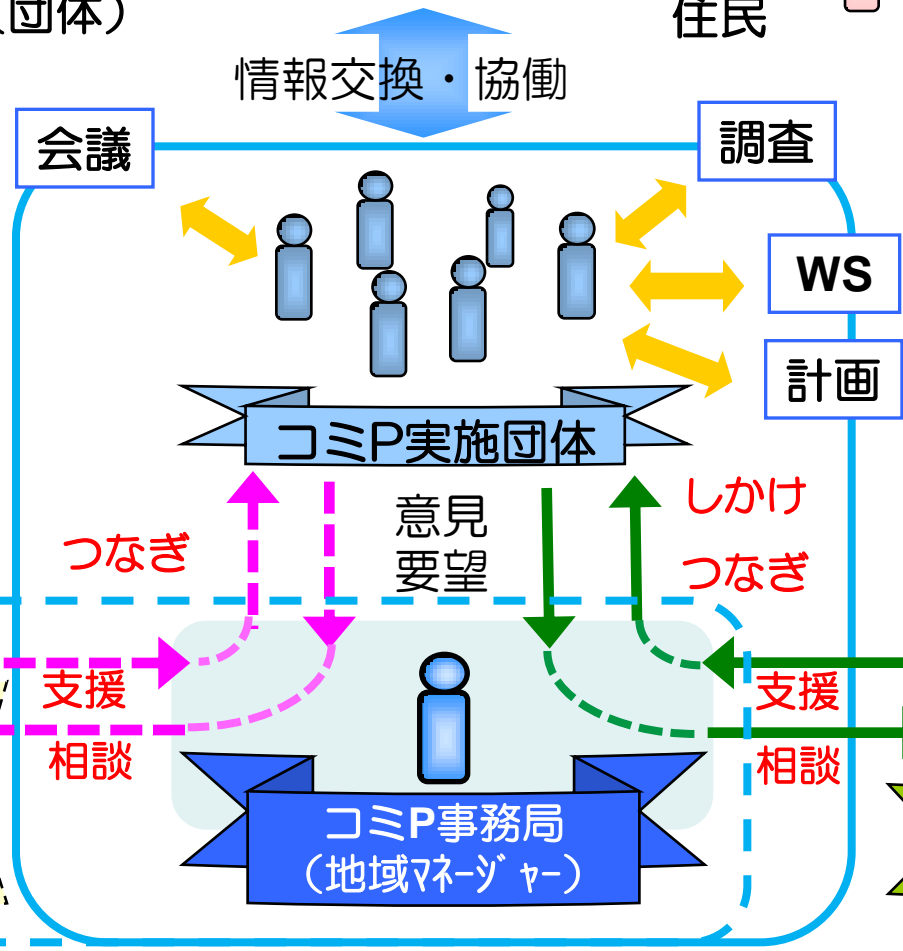 団体）
住民
情報交換・協働
会議
調査
WS
計画
コミP実施団体
意見
要望
しかけ
つなぎ
つなぎ
支援
相談
支援
相談
コミP事務局
（地域マネージャー）